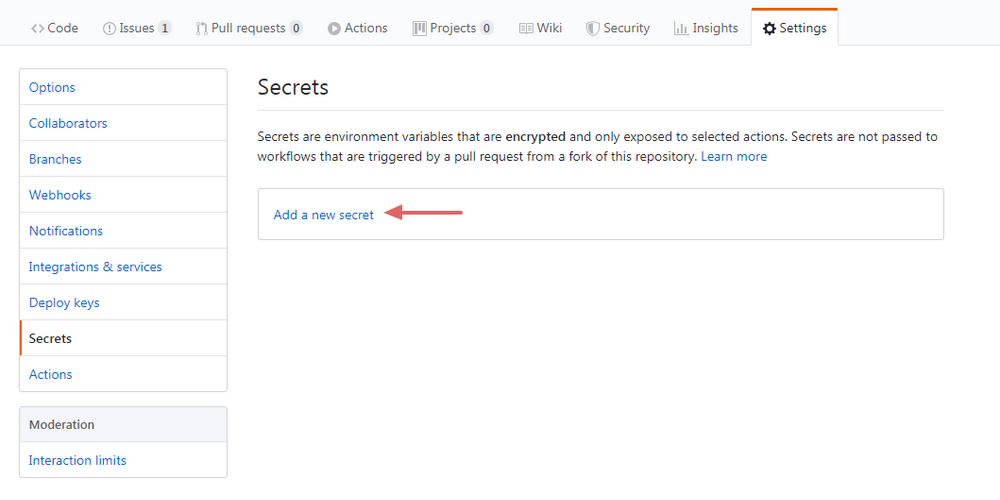 Code Issues 1 Pull requests 0 Actions Projects 0 Wiki Security Insights Settings
Options
Collaborators
Branches
Webhooks
Notifications
Integrations & services
Deploy keys
Secrets
Actions
Moderation
Interaction limits
Secrets
Secrets are environment variables that are encrypted and only exposed to selected actions. Secrets are not passed to
workflows that are triggered by a pull request from a fork of this repository. Learn more
Add a new secret